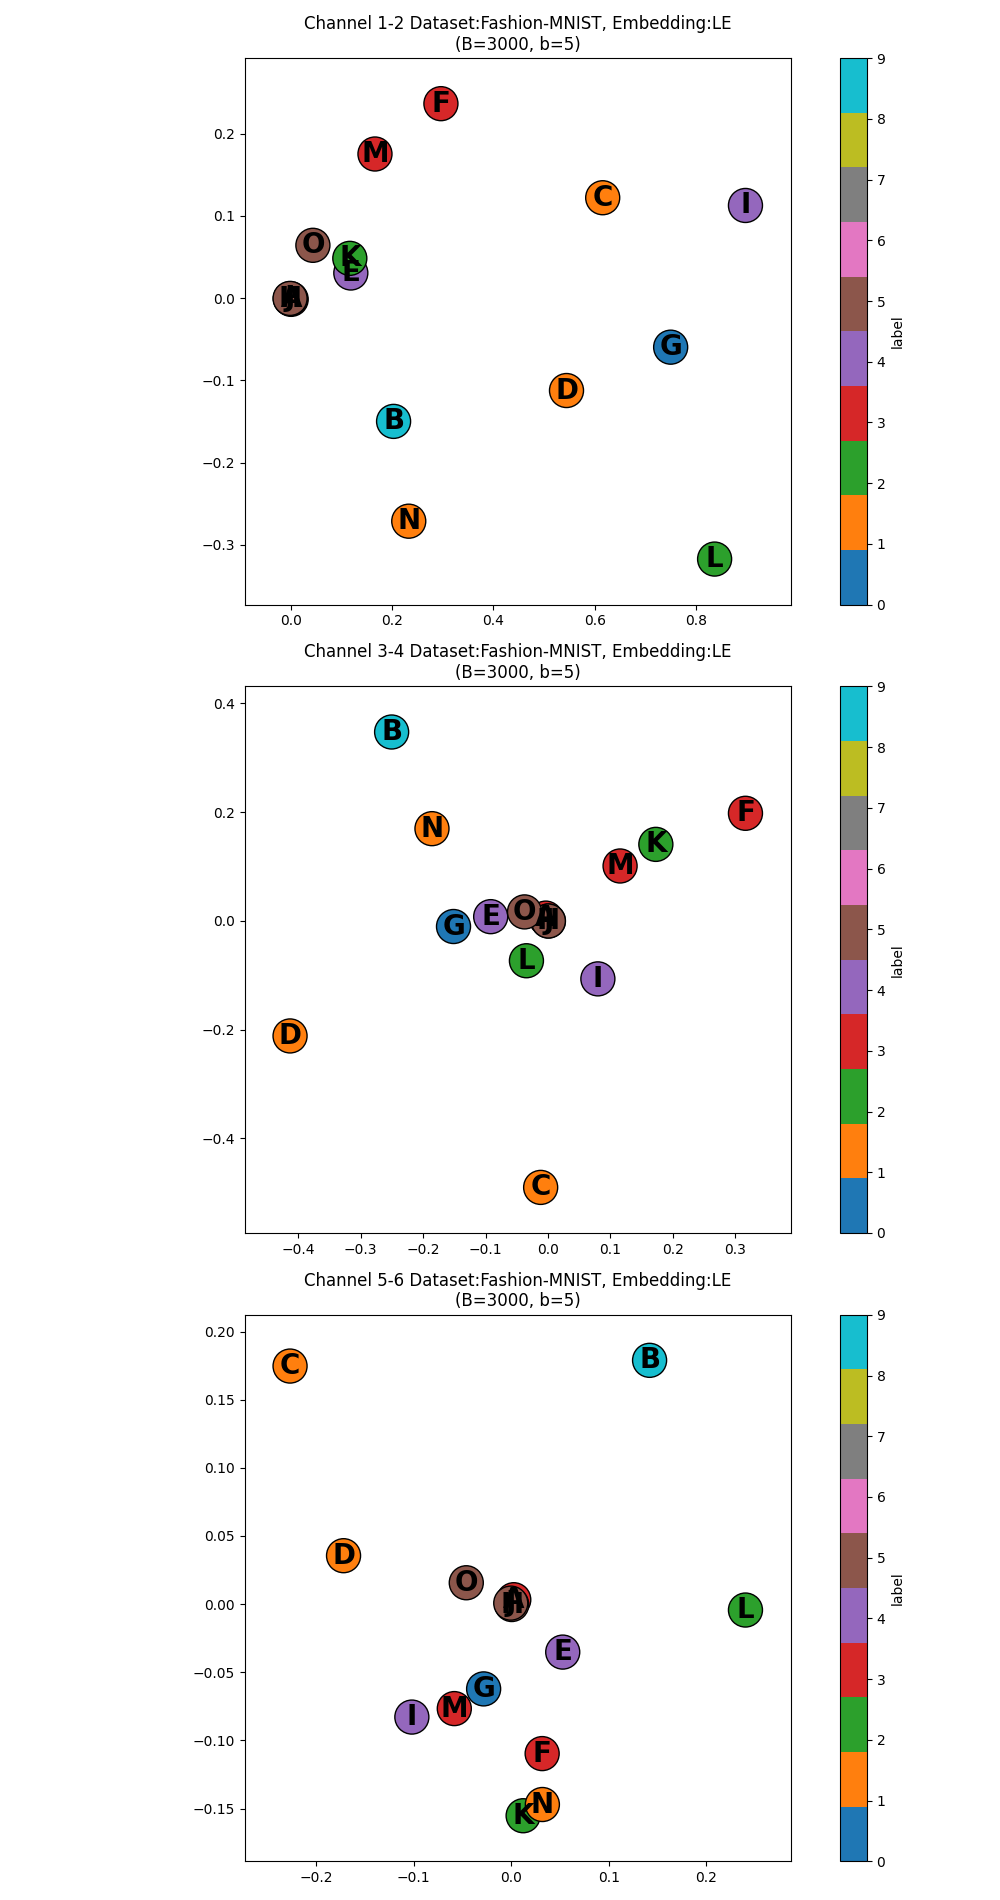 Channel 1-2 Dataset:Fashion-MNIST, Embedding:LE
(B=3000, b=5)
F
M
C
I
O
K
E
A
G
D
B
N
L
0.2
0.1
0.0
−0.1
−0.2
−0.3
0.0 0.2 0.4 0.6 0.8
9
8
7
6
5
4
3
2
1
0
label
Channel 3-4 Dataset:Fashion-MNIST, Embedding:LE
(B=3000, b=5)
B
F
N
K
M
O
J
H
E
G
L
I
D
C
0.4
0.2
0.0
−0.2
−0.4
−0.4 −0.3 −0.2 −0.1 0.0 0.1 0.2 0.3
9
8
7
6
5
4
3
2
1
0
label
Channel 5-6 Dataset:Fashion-MNIST, Embedding:LE
(B=3000, b=5)
C
B
D
O
A
J
H
L
E
G
M
I
F
N
K
0.20
0.15
0.10
0.05
0.00
−0.05
−0.10
−0.15
−0.2 −0.1 0.0 0.1 0.2
9
8
7
6
5
4
3
2
1
0
label